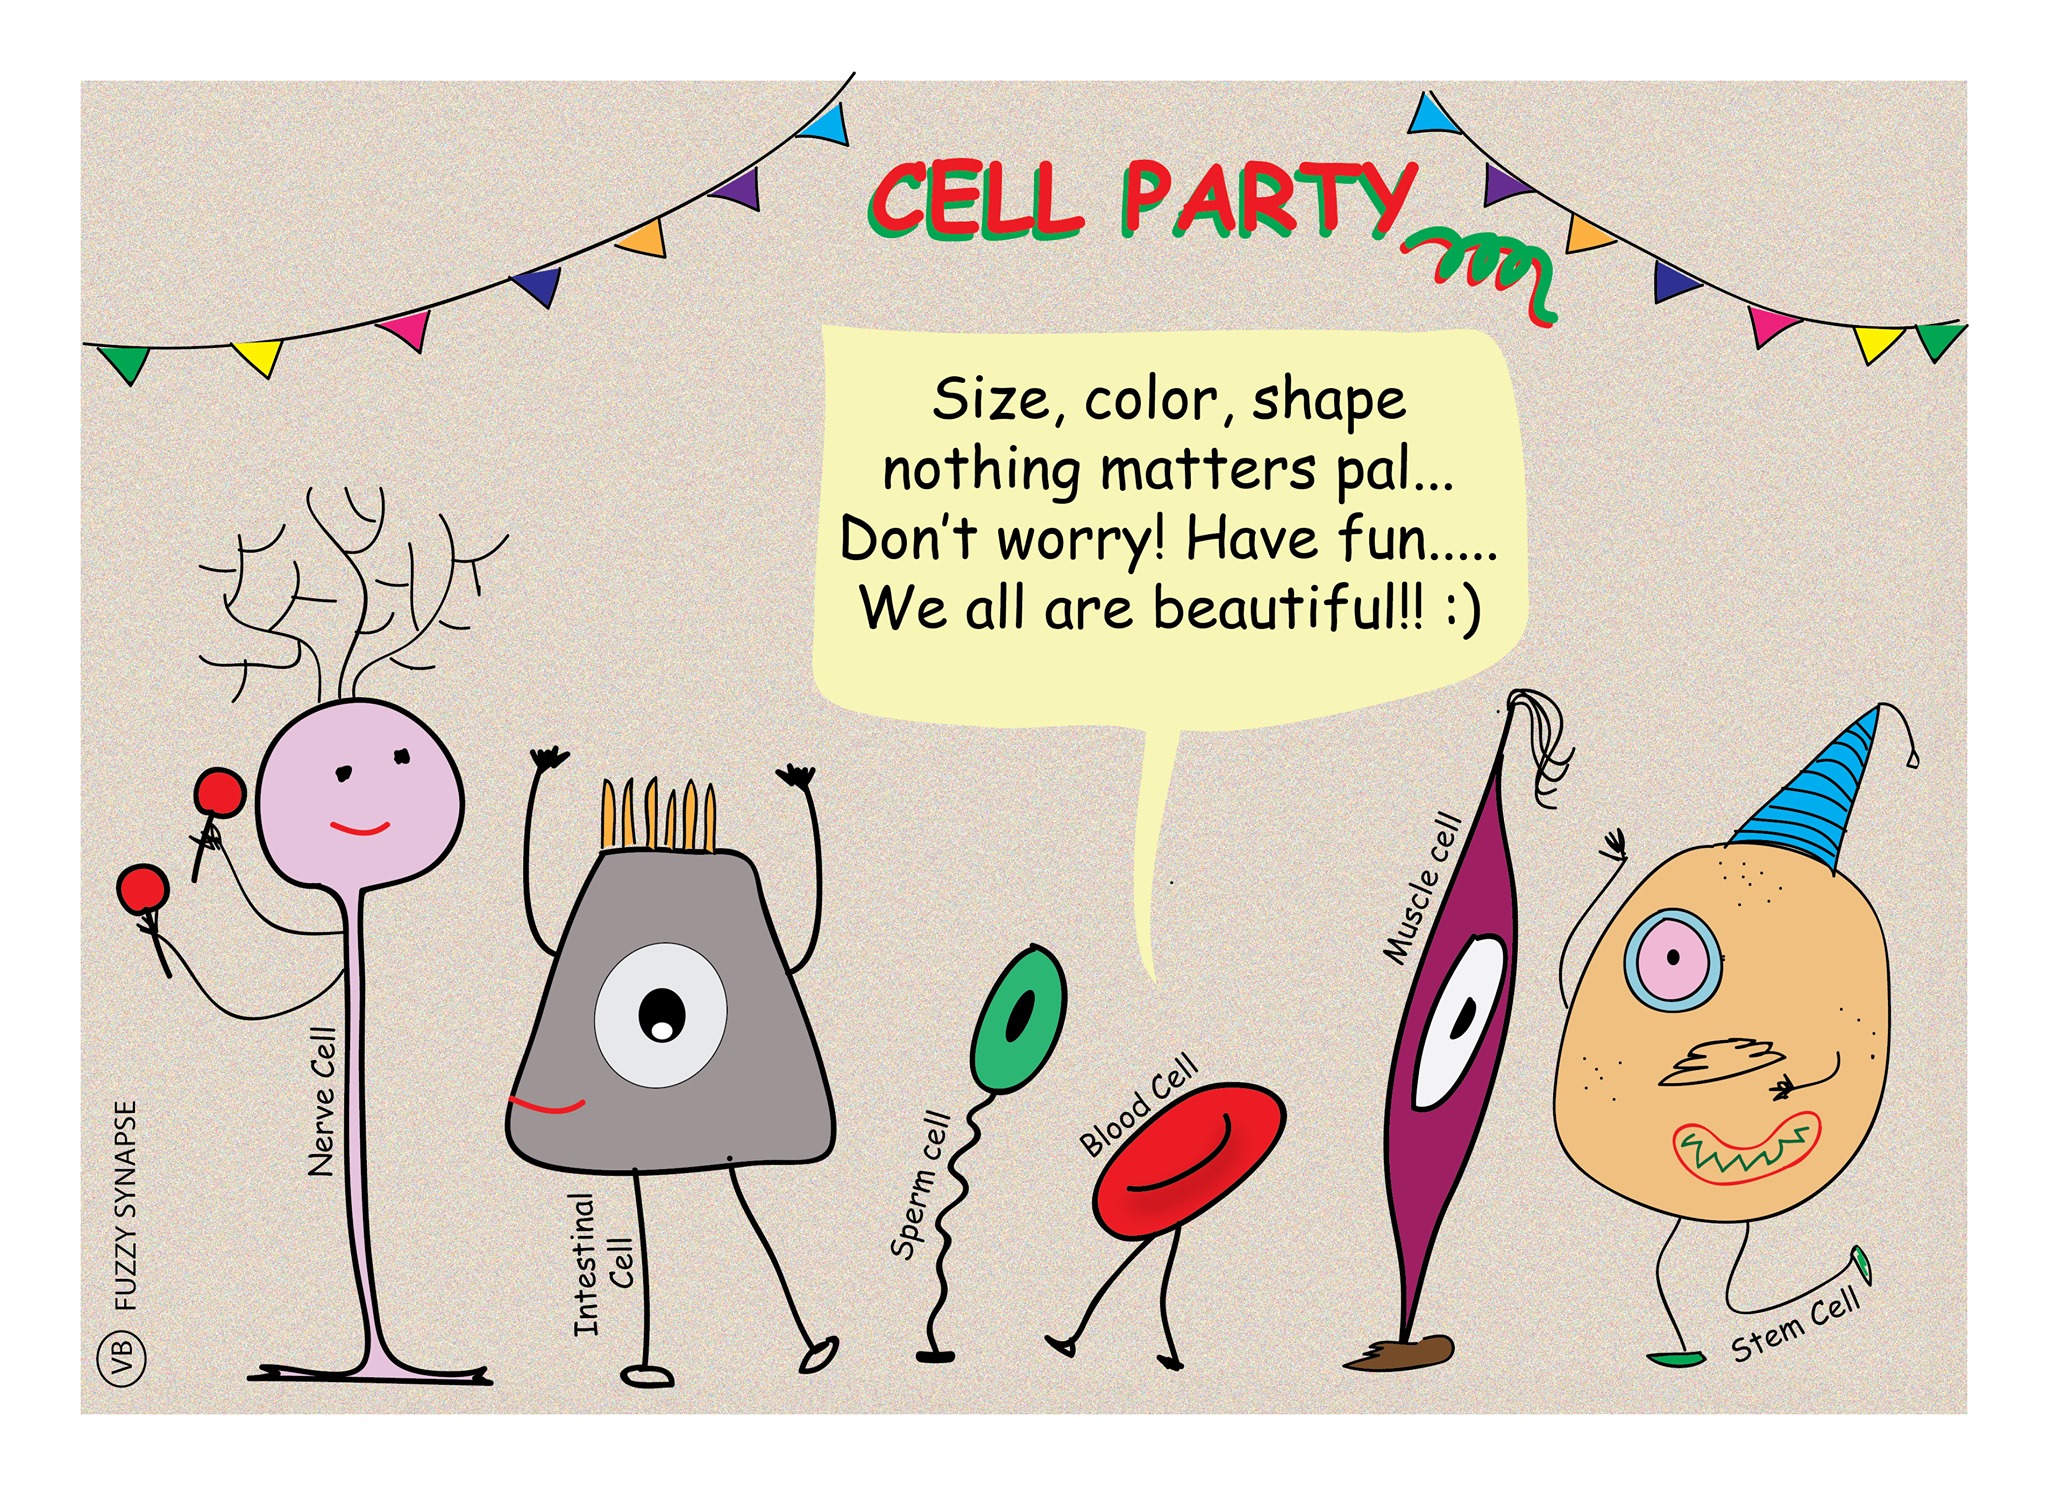 CELL PARTY
Size, color, shape
nothing matters pal...
Don't worry! Have fun.....
We all are beautiful!! :)
Nerve Cell
Intestinal
Cell
Sperm cell
Blood Cell
Muscle cell
Stem Cell
VB FUZZY SYNAPSE